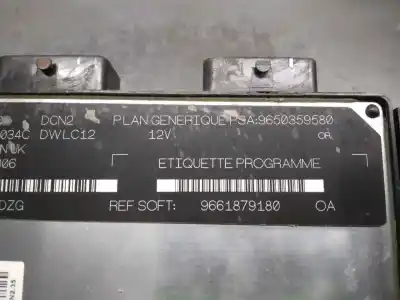 DCN2 PLAN GENERIQUE PSA:9650359580
034C DWLC12 12V OR
N UK
006 ETIQUETTE PROGRAMME
DZG REF SOFT: 9661879180 OA